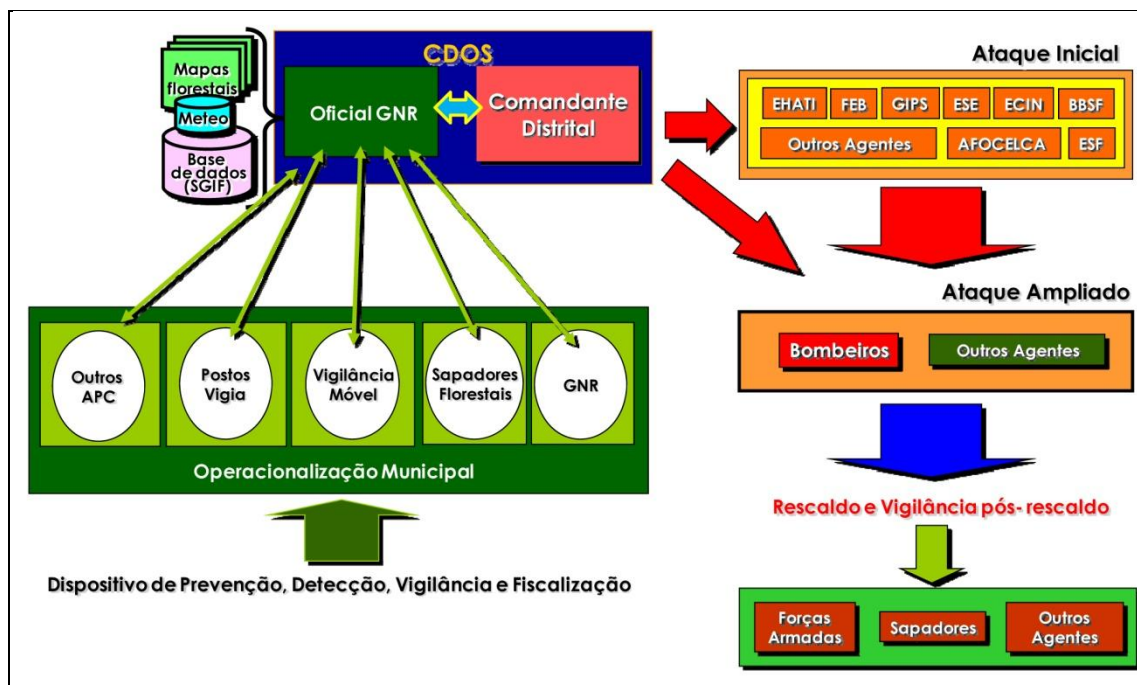 CDOS
Mapas
florestais
Meteo
Base
de dados
(SGIF)
Oficial GNR
Comandante
Distrital
Ataque Inicial
EHATI
FEB
GIPS
ESE
ECIN
BBSF
Outros Agentes
AFOCELCA
ESF
Ataque Ampliado
Bombeiros
Outros Agentes
Outros
APC
Postos
Vigia
Vigilância
Móvel
Sapadores
Florestais
GNR
Operacionalização Municipal
Dispositivo de Prevenção, Detecção, Vigilância e Fiscalização
Rescaldo e Vigilância pós- rescaldo
Forças
Armadas
Sapadores
Outros
Agentes